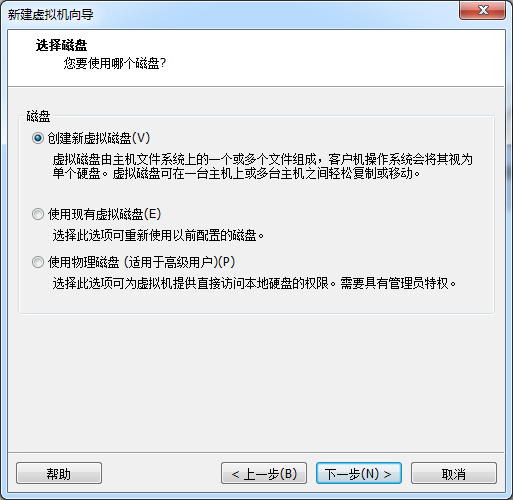 新建虚拟机向导
选择磁盘
您要使用哪个磁盘?
磁盘
创建新虚拟磁盘(V)
虚拟磁盘由主机文件系统上的一个或多个文件组成，客户机操作系统会将其视为
单个硬盘。虚拟磁盘可在一台主机上或多台主机之间轻松复制或移动。
使用现有虚拟磁盘(E)
选择此选项可重新使用以前配置的磁盘。
使用物理磁盘 (适用于高级用户)(P)
选择此选项可为虚拟机提供直接访问本地硬盘的权限。需要具有管理员特权。
帮助
< 上一步(B)
下一步(N) >
取消